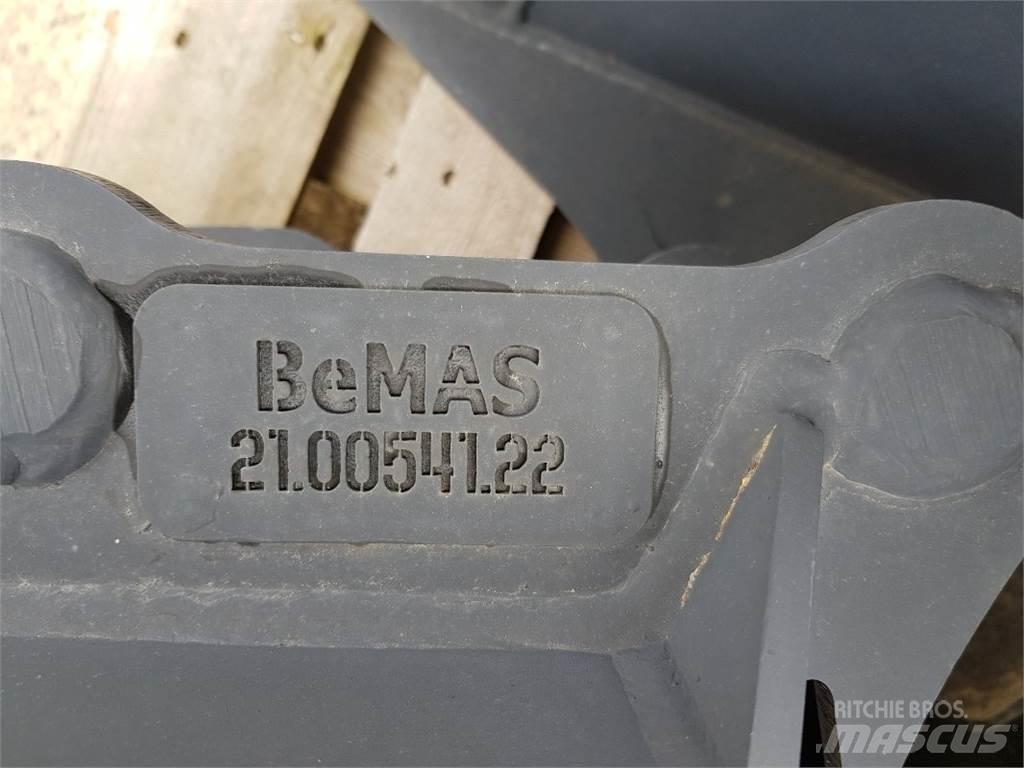 BeMAS
21.00541.22
RITCHIE BROS.
MASCUS